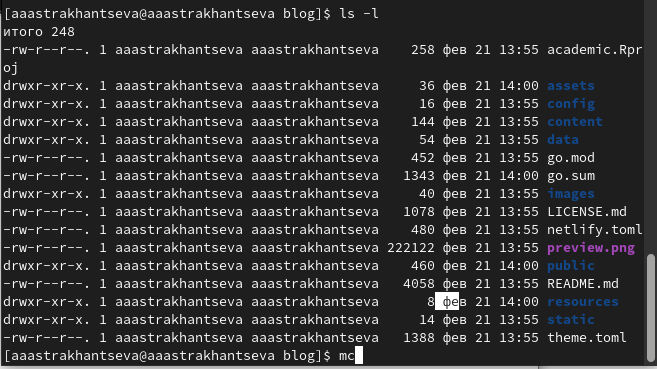 [aaastrakhantseva@aaastrakhantseva blog]$ ls -l
итого 248
-rw-r--r--. 1 aaastrakhantseva aaastrakhantseva    258 фев 21 13:55 academic.Rpr
oj
drwxr-xr-x. 1 aaastrakhantseva aaastrakhantseva     36 фев 21 14:00 assets
drwxr-xr-x. 1 aaastrakhantseva aaastrakhantseva     16 фев 21 13:55 config
drwxr-xr-x. 1 aaastrakhantseva aaastrakhantseva    144 фев 21 13:55 content
drwxr-xr-x. 1 aaastrakhantseva aaastrakhantseva     54 фев 21 13:55 data
-rw-r--r--. 1 aaastrakhantseva aaastrakhantseva    452 фев 21 13:55 go.mod
-rw-r--r--. 1 aaastrakhantseva aaastrakhantseva   1343 фев 21 14:00 go.sum
drwxr-xr-x. 1 aaastrakhantseva aaastrakhantseva     40 фев 21 13:55 images
-rw-r--r--. 1 aaastrakhantseva aaastrakhantseva   1078 фев 21 13:55 LICENSE.md
-rw-r--r--. 1 aaastrakhantseva aaastrakhantseva    480 фев 21 13:55 netlify.toml
-rw-r--r--. 1 aaastrakhantseva aaastrakhantseva 222122 фев 21 13:55 preview.png
drwxr-xr-x. 1 aaastrakhantseva aaastrakhantseva    460 фев 21 14:00 public
-rw-r--r--. 1 aaastrakhantseva aaastrakhantseva   4058 фев 21 13:55 README.md
drwxr-xr-x. 1 aaastrakhantseva aaastrakhantseva      8 фев 21 14:00 resources
drwxr-xr-x. 1 aaastrakhantseva aaastrakhantseva     14 фев 21 13:55 static
-rw-r--r--. 1 aaastrakhantseva aaastrakhantseva   1388 фев 21 13:55 theme.toml
[aaastrakhantseva@aaastrakhantseva blog]$ mc